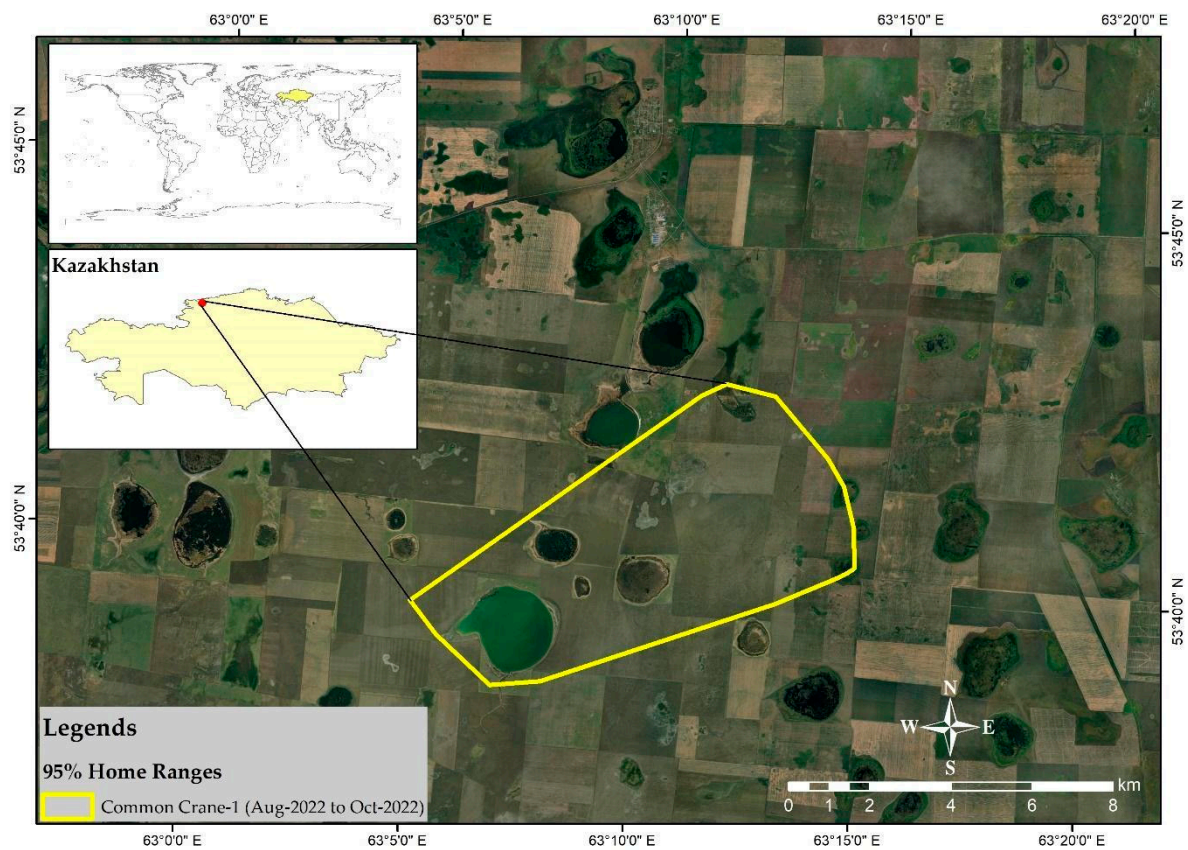 63°0'0" E 63°5'0" E 63°10'0" E 63°15'0" E 63°20'0" E
53°45'0" N
53°45'0" N
Kazakhstan
53°40'0" N
53°40'0" N
N
W E
S
Legends
95% Home Ranges
Common Crane-1 (Aug-2022 to Oct-2022)
km
0 1 2 4 6 8
63°0'0" E 63°5'0" E 63°10'0" E 63°15'0" E 63°20'0" E